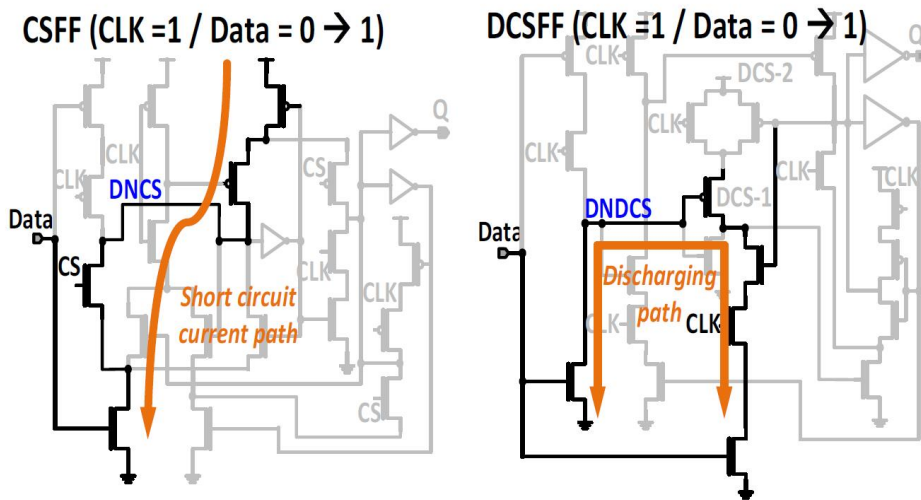 CSFF (CLK =1 / Data = 0 → 1)
Q
CLK
CS
CLK
DNCS
Data
CS
CLK
CLK
Short circuit
current path
CS
DCSFF (CLK =1 / Data = 0 → 1)
Q
CLK
DCS-2
CLK
CLK
CLK
CLK
DCS-1
DNDCS
Data
Discharging
path
CLK
CLK